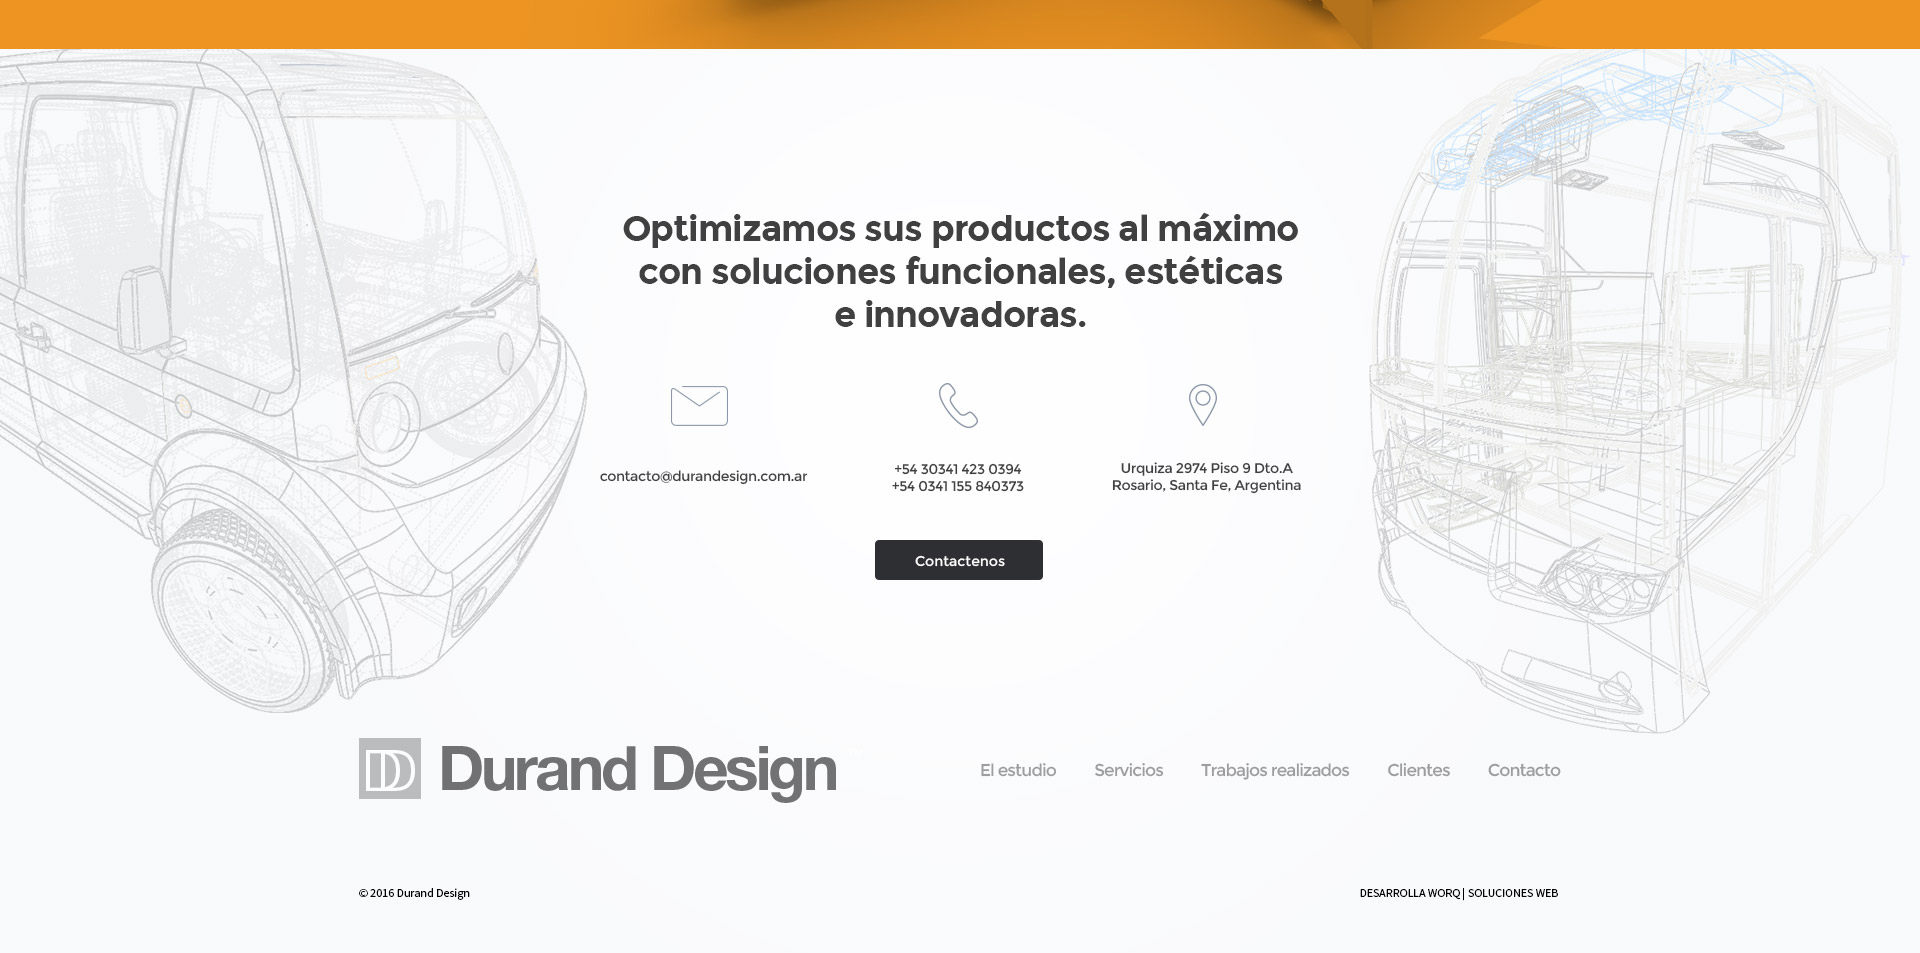 Optimizamos sus productos al máximo
con soluciones funcionales, estéticas
e innovadoras.
contacto@durandesign.com.ar
+54 30341 423 0394
+54 0341 155 840373
Urquiza 2974 Piso 9 Dto.A
Rosario, Santa Fe, Argentina
Contactenos
DD Durand Design
El estudio Servicios Trabajos realizados Clientes Contacto
© 2016 Durand Design
DESARROLLA WORQ | SOLUCIONES WEB